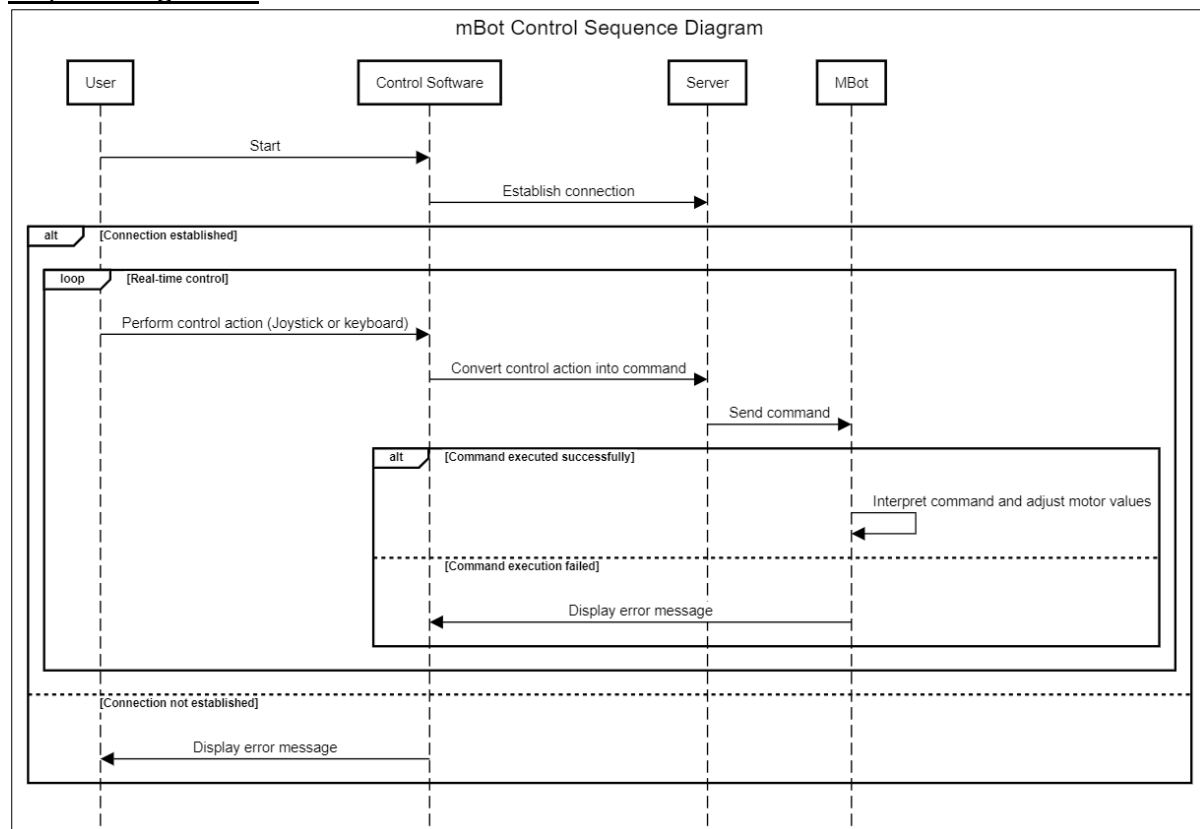 mBot Control Sequence Diagram
User
Control Software
Server
MBot
Start
Establish connection
alt
[Connection established]
loop
[Real-time control]
Perform control action (Joystick or keyboard)
Convert control action into command
Send command
alt
[Command executed successfully]
Interpret command and adjust motor values
[Command execution failed]
Display error message
[Connection not established]
Display error message